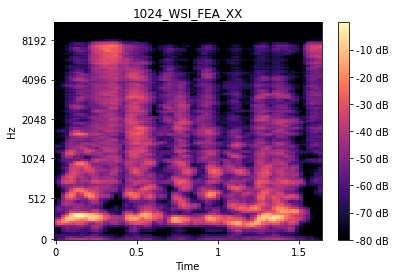 1024_WSI_FEA_XX
8192
4096
2048
1024
512
0
Hz
0
0.5
1
1.5
Time
-10 dB
-20 dB
-30 dB
-40 dB
-50 dB
-60 dB
-70 dB
-80 dB